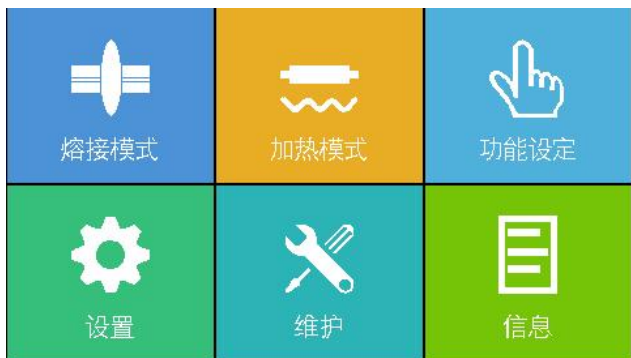 熔接模式
加热模式
功能设定
设置
维护
信息